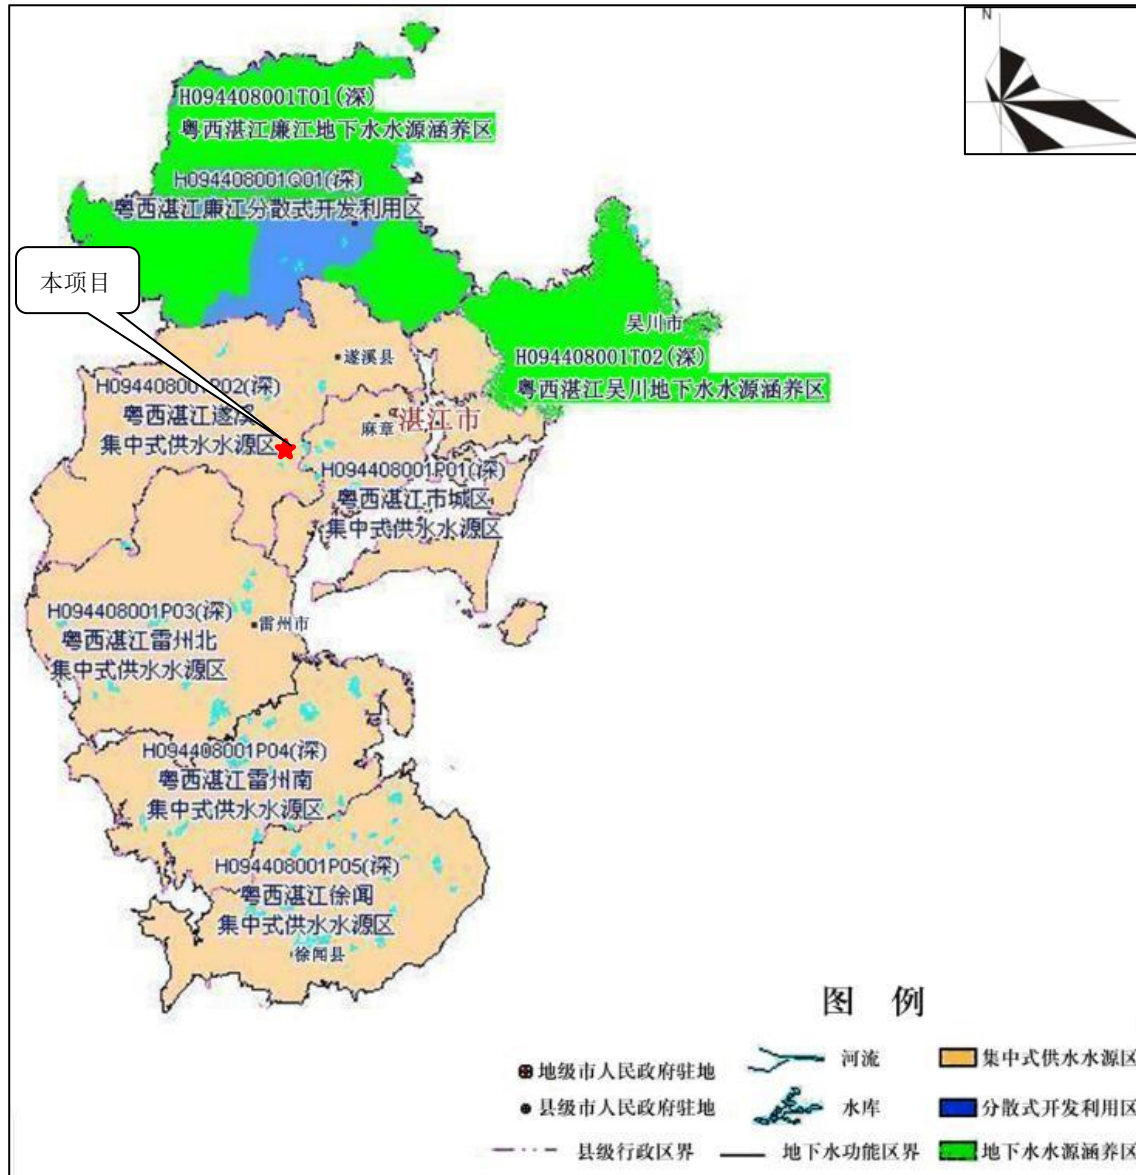 N
H094408001T01(深)
粤西湛江廉江地下水水源涵养区
H094408001Q01(深)
粤西湛江廉江分散式开发利用区
本项目
吴川市
H094408001T02(深)
粤西湛江吴川地下水水源涵养区
遂溪县
H094408001P02(深)
粤西湛江遂溪
集中式供水水源区
麻章
湛江市
H094408001P01(深)
粤西湛江市城区
集中式供水水源区
H094408001P03(深)
粤西湛江雷州北
集中式供水水源区
雷州市
H094408001P04(深)
粤西湛江雷州南
集中式供水水源区
H094408001P05(深)
粤西湛江徐闻
集中式供水水源区
徐闻县
图 例
地级市人民政府驻地
河流
集中式供水水源区
县级市人民政府驻地
水库
分散式开发利用区
县级行政区界
地下水功能区界
地下水水源涵养区